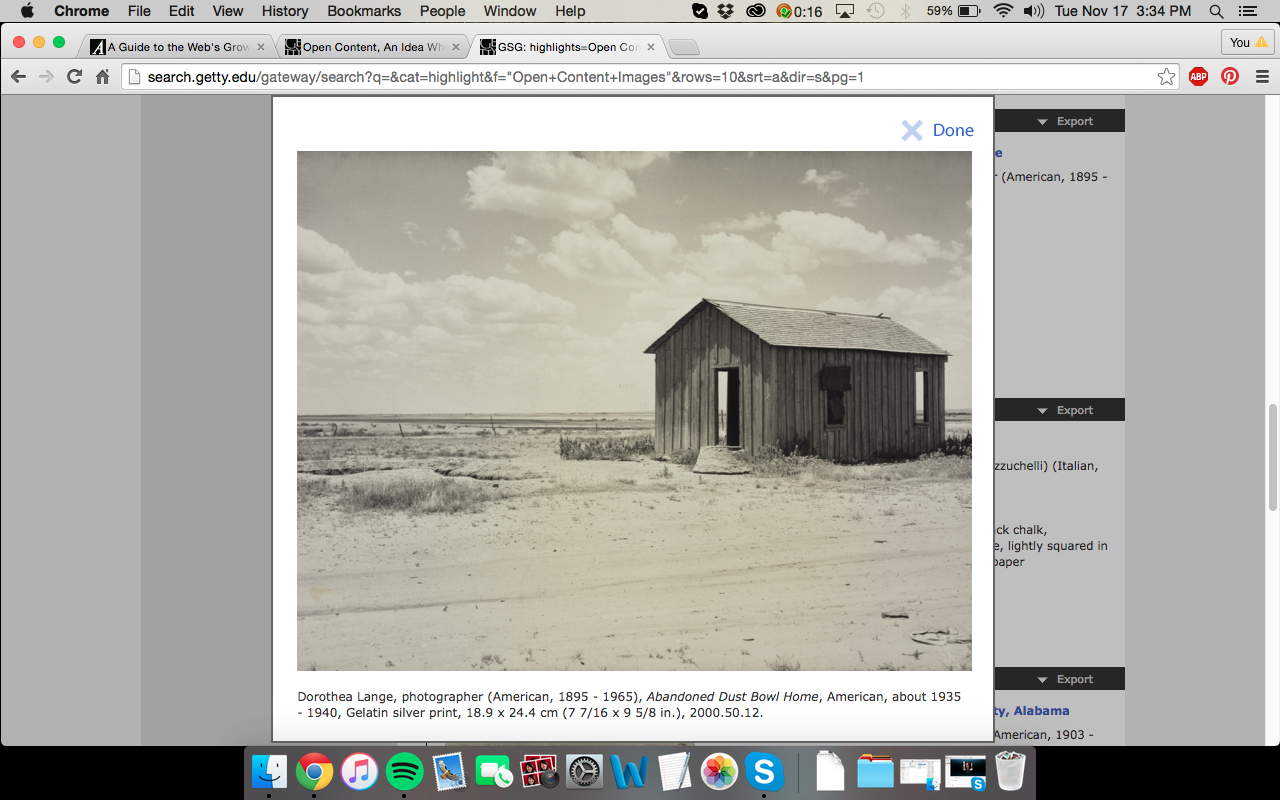 Chrome File Edit View History Bookmarks People Window Help 0:16 59% Tue Nov 17 3:34 PM
A Guide to the Web's Grow Open Content, An Idea Wh GSG: highlights=Open Con You
search.getty.edu/gateway/search?q=&cat=highlight&f="Open+Content+Images"&rows=10&srt=a&dir=s&pg=1 ABP
Export
Done
e
r (American, 1895 -
Export
zzuchelli) (Italian,
ck chalk,
e, lightly squared in
paper
Export
Dorothea Lange, photographer (American, 1895 - 1965), Abandoned Dust Bowl Home, American, about 1935
- 1940, Gelatin silver print, 18.9 x 24.4 cm (7 7/16 x 9 5/8 in.), 2000.50.12.
ty, Alabama
American, 1903 -